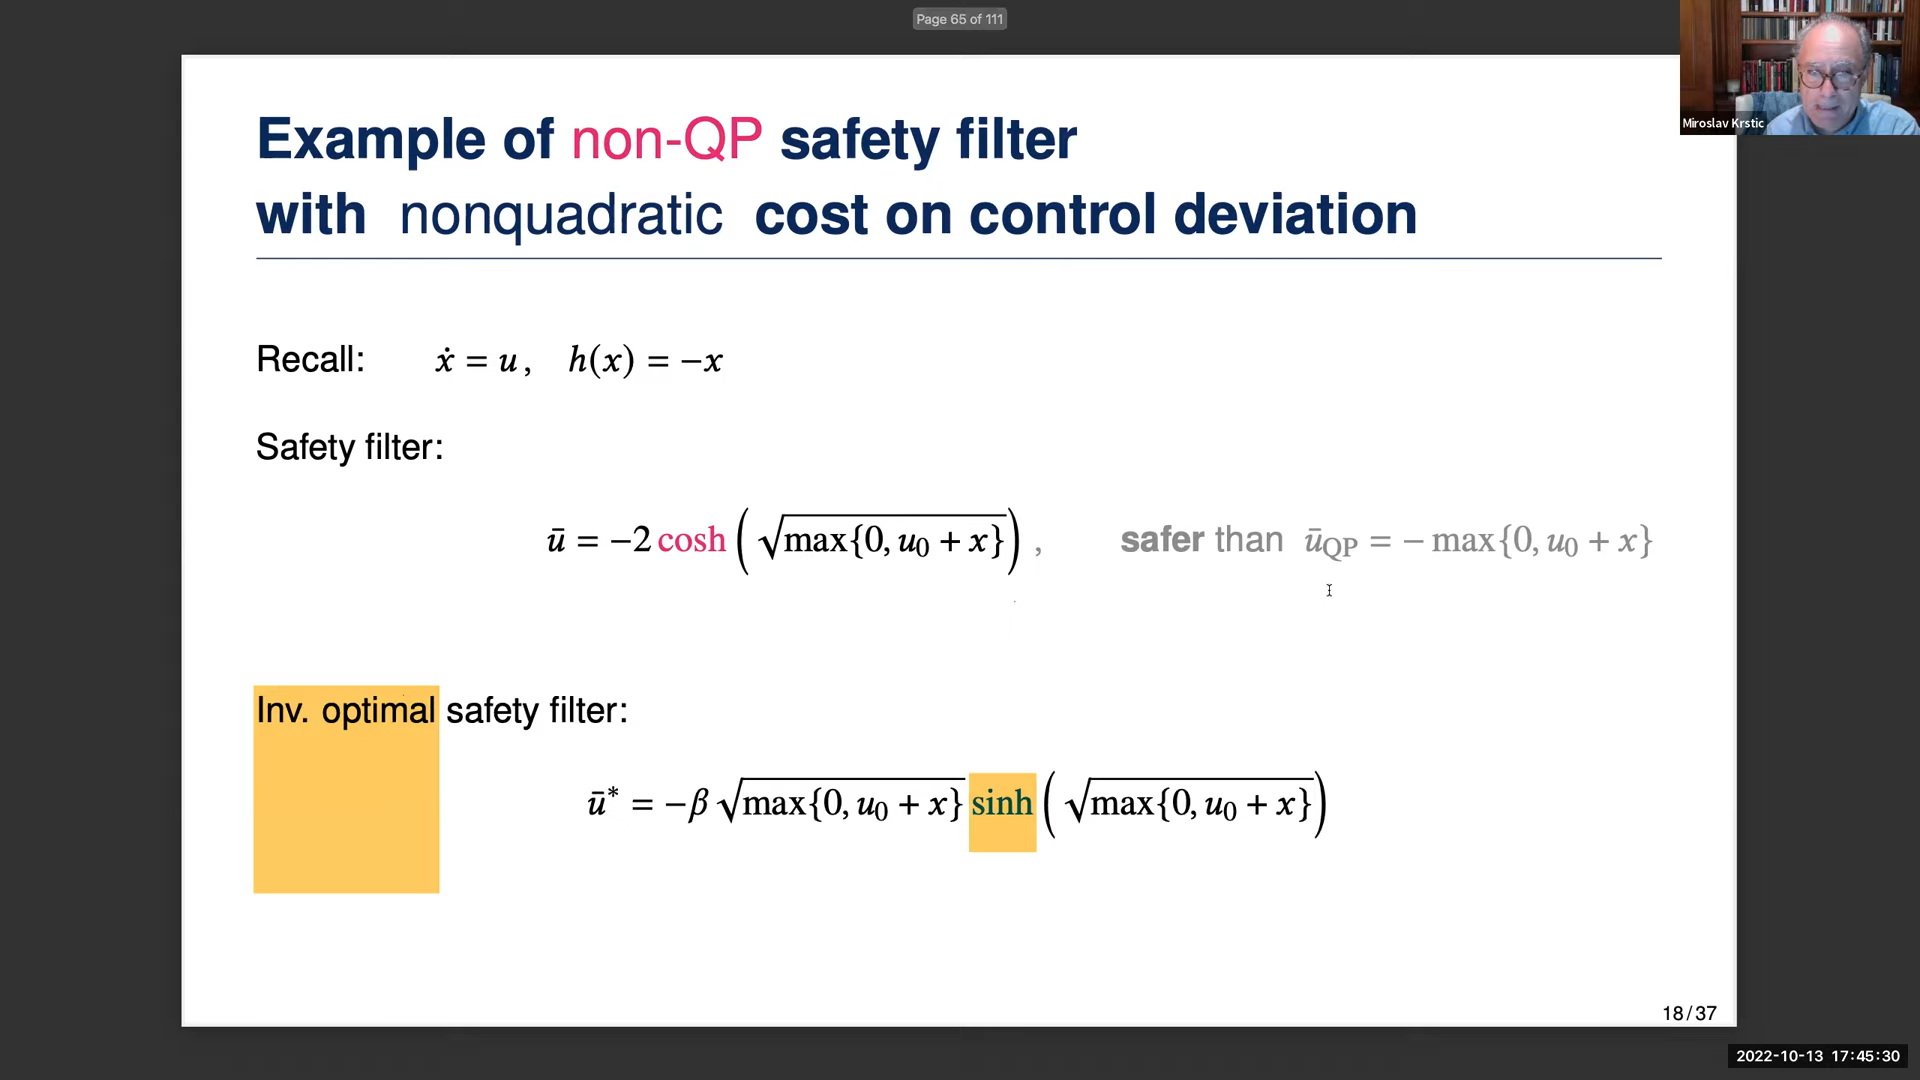 Page 65 of 111
Miroslav Krstic
Example of non-QP safety filter
with nonquadratic cost on control deviation
Recall: ẋ = u, h(x) = −x
Safety filter:
ū = −2 cosh (√max{0, u₀ + x}), safer than ū_QP = − max{0, u₀ + x}
Inv. optimal safety filter:
ū* = −β √max{0, u₀ + x} sinh (√max{0, u₀ + x})
18/37
2022-10-13 17:45:30